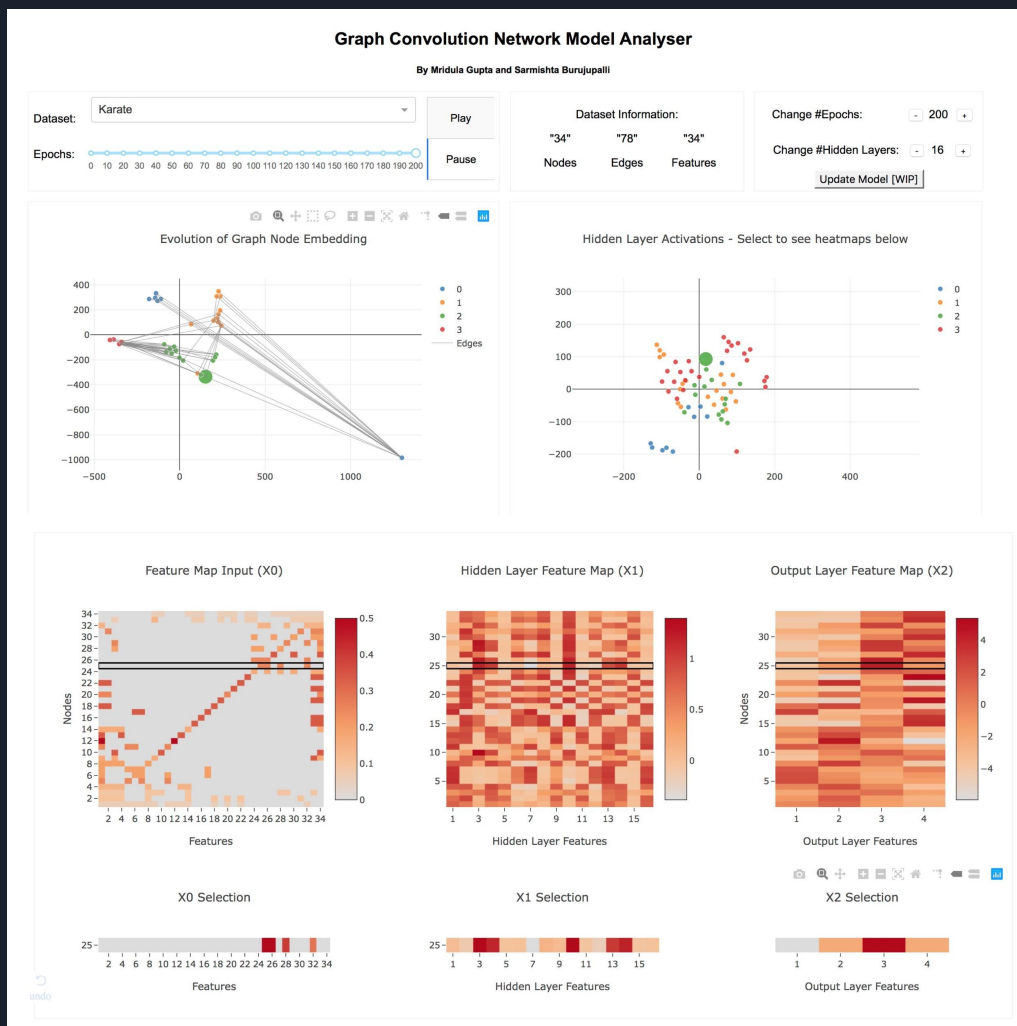 Graph Convolution Network Model Analyser
By Mridula Gupta and Sarmishta Burujupalli
Dataset:
Karate
Play
Epochs:
0 10 20 30 40 50 60 70 80 90 100 110 120 130 140 150 160 170 180 190 200
Pause
Dataset Information:
"34" "78" "34"
Nodes Edges Features
Change #Epochs: - 200 +
Change #Hidden Layers: - 16 +
Update Model [WIP]
Evolution of Graph Node Embedding
400
200
0
−200
−400
−600
−800
−1000
−500 0 500 1000
0
1
2
3
Edges
Hidden Layer Activations - Select to see heatmaps below
300
200
100
0
−100
−200
−200 0 200 400
0
1
2
3
Feature Map Input (X0)
Nodes
34
32
30
28
26
24
22
20
18
16
14
12
10
8
6
4
2
2 4 6 8 10 12 14 16 18 20 22 24 26 28 30 32 34
Features
0.5
0.4
0.3
0.2
0.1
0
Hidden Layer Feature Map (X1)
30
25
20
15
10
5
1 3 5 7 9 11 13 15
Hidden Layer Features
1
0.5
0
Output Layer Feature Map (X2)
Nodes
30
25
20
15
10
5
1 2 3 4
Output Layer Features
4
2
0
−2
−4
X0 Selection
25
2 4 6 8 10 12 14 16 18 20 22 24 26 28 30 32 34
Features
X1 Selection
25
1 3 5 7 9 11 13 15
Hidden Layer Features
X2 Selection
25
1 2 3 4
Output Layer Features
undo